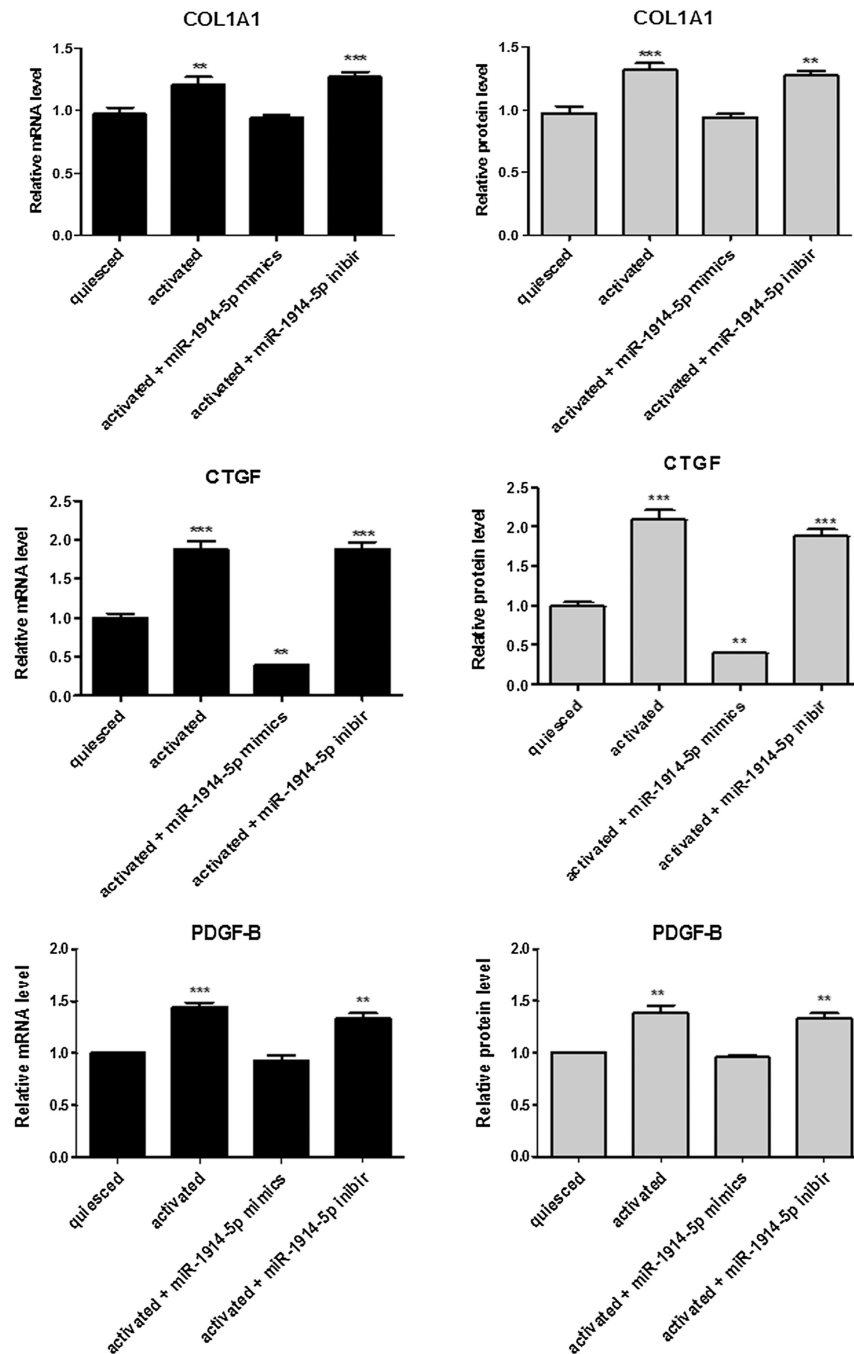 COL1A1
Relative mRNA level
1.5
1.0
0.5
0.0
**
***
quiesced
activated
activated + miR-1914-5p mimics
activated + miR-1914-5p inibir
COL1A1
Relative protein level
1.5
1.0
0.5
0.0
***
**
quiesced
activated
activated + miR-1914-5p mimics
activated + miR-1914-5p inibir
CTGF
Relative mRNA level
2.5
2.0
1.5
1.0
0.5
0.0
***
**
***
quiesced
activated
activated + miR-1914-5p mimics
activated + miR-1914-5p inibir
CTGF
Relative protein level
2.5
2.0
1.5
1.0
0.5
0.0
***
**
***
quiesced
activated
activated + miR-1914-5p mimics
activated + miR-1914-5p inibir
PDGF-B
Relative mRNA level
2.0
1.5
1.0
0.5
0.0
***
**
quiesced
activated
activated + miR-1914-5p mimics
activated + miR-1914-5p inibir
PDGF-B
Relative protein level
2.0
1.5
1.0
0.5
0.0
**
**
quiesced
activated
activated + miR-1914-5p mimics
activated + miR-1914-5p inibir